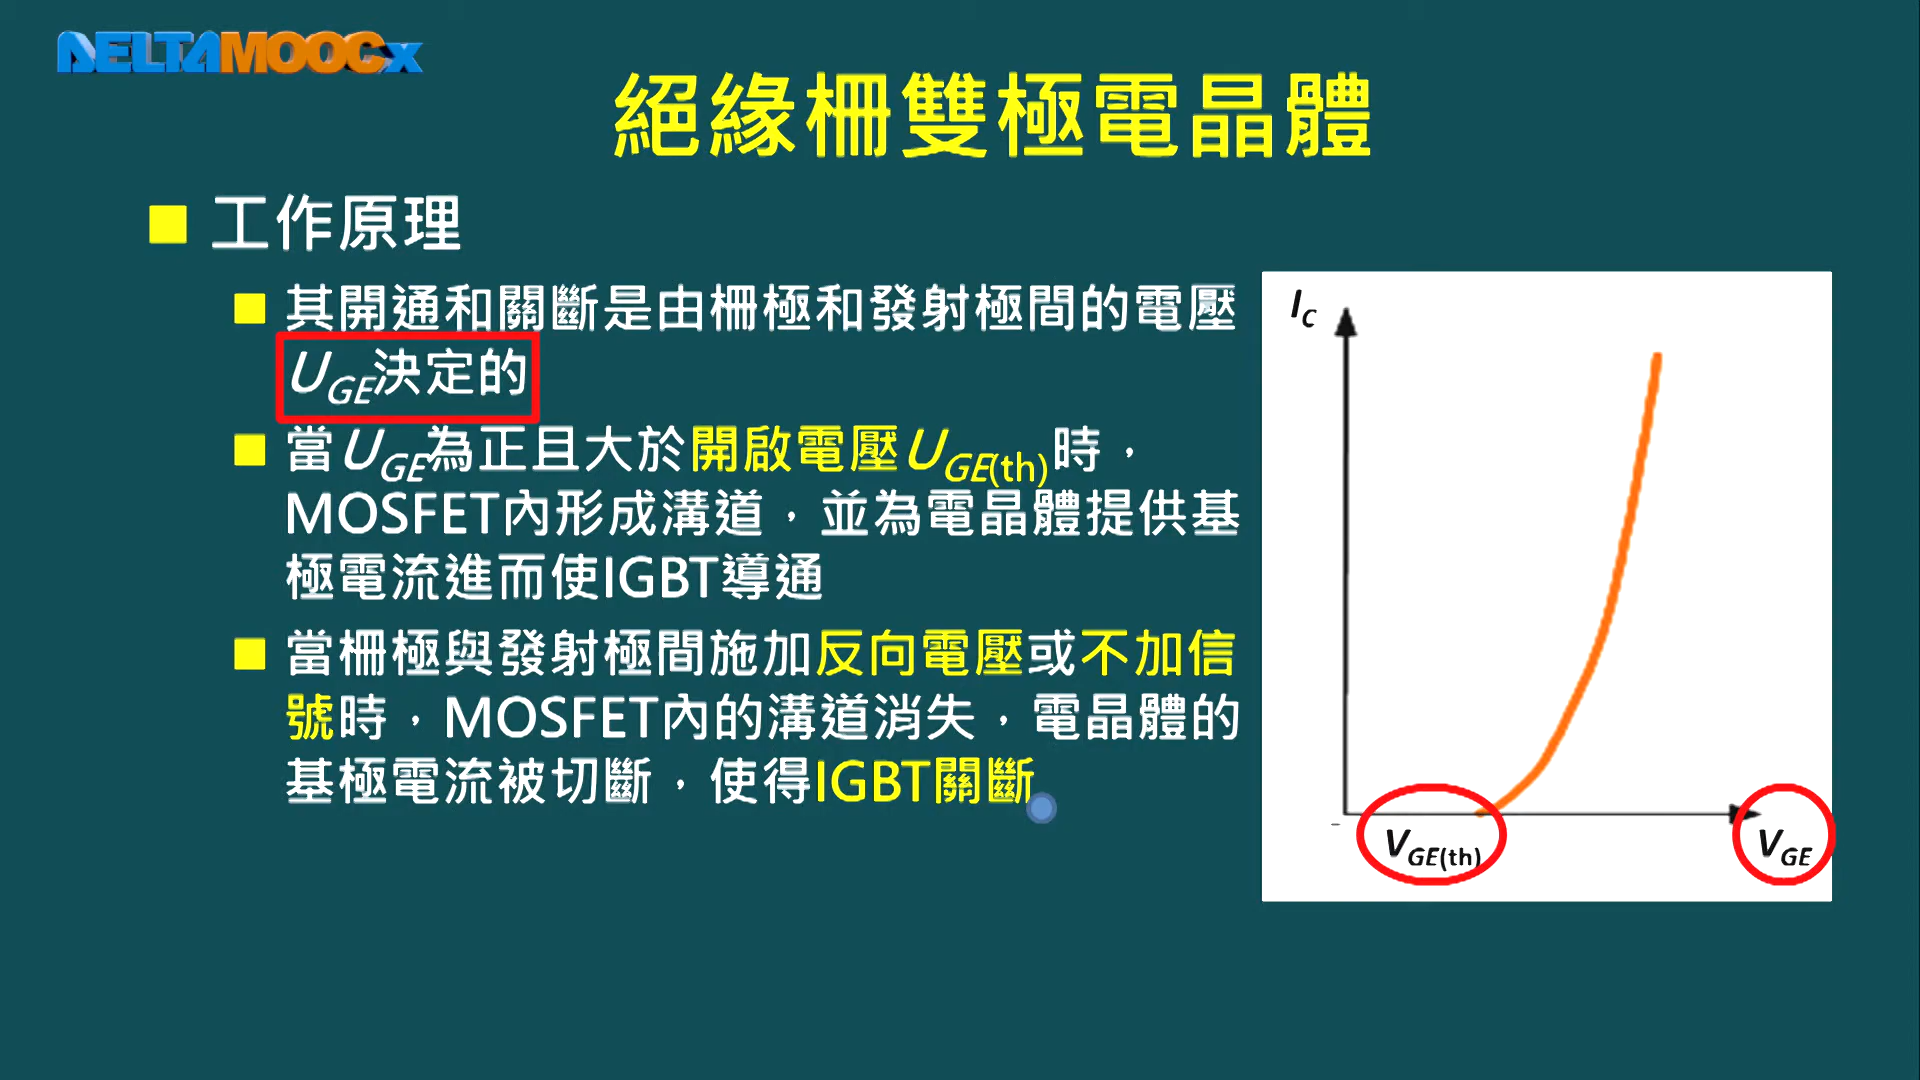 DELTAMOOCx
絕緣柵雙極電晶體
工作原理
其開通和關斷是由柵極和發射極間的電壓
UGE決定的
當UGE為正且大於開啟電壓UGE(th)時，
MOSFET內形成溝道，並為電晶體提供基
極電流進而使IGBT導通
當柵極與發射極間施加反向電壓或不加信
號時，MOSFET內的溝道消失，電晶體的
基極電流被切斷，使得IGBT關斷
IC
VGE(th)
VGE